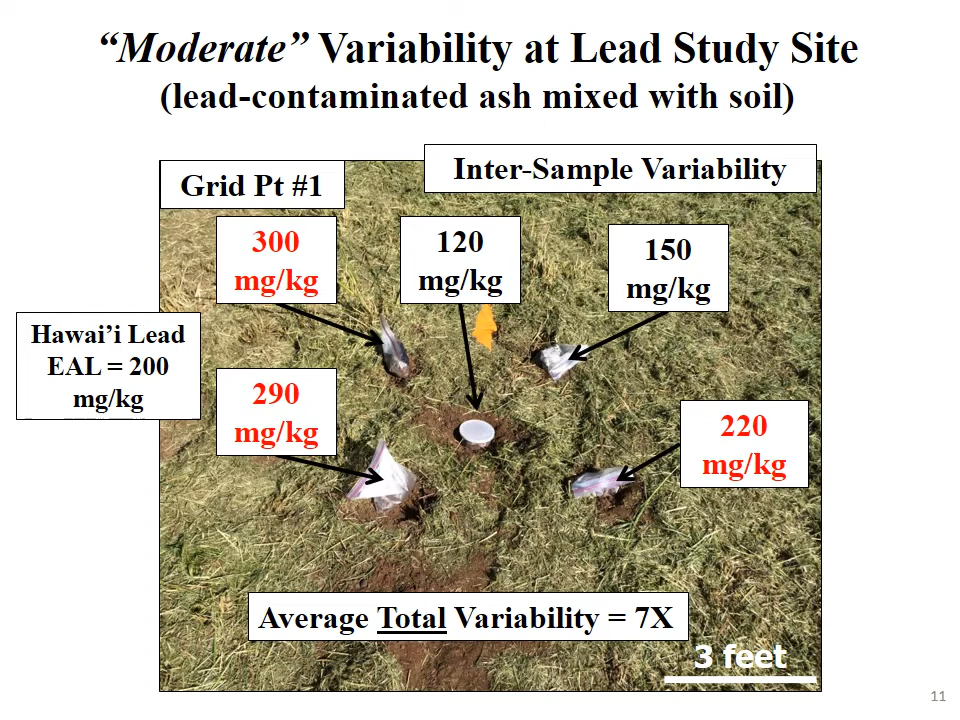 “Moderate” Variability at Lead Study Site
(lead-contaminated ash mixed with soil)
Grid Pt #1
Inter-Sample Variability
300
mg/kg
120
mg/kg
150
mg/kg
Hawai’i Lead
EAL = 200
mg/kg
290
mg/kg
220
mg/kg
Average Total Variability = 7X
3 feet
11